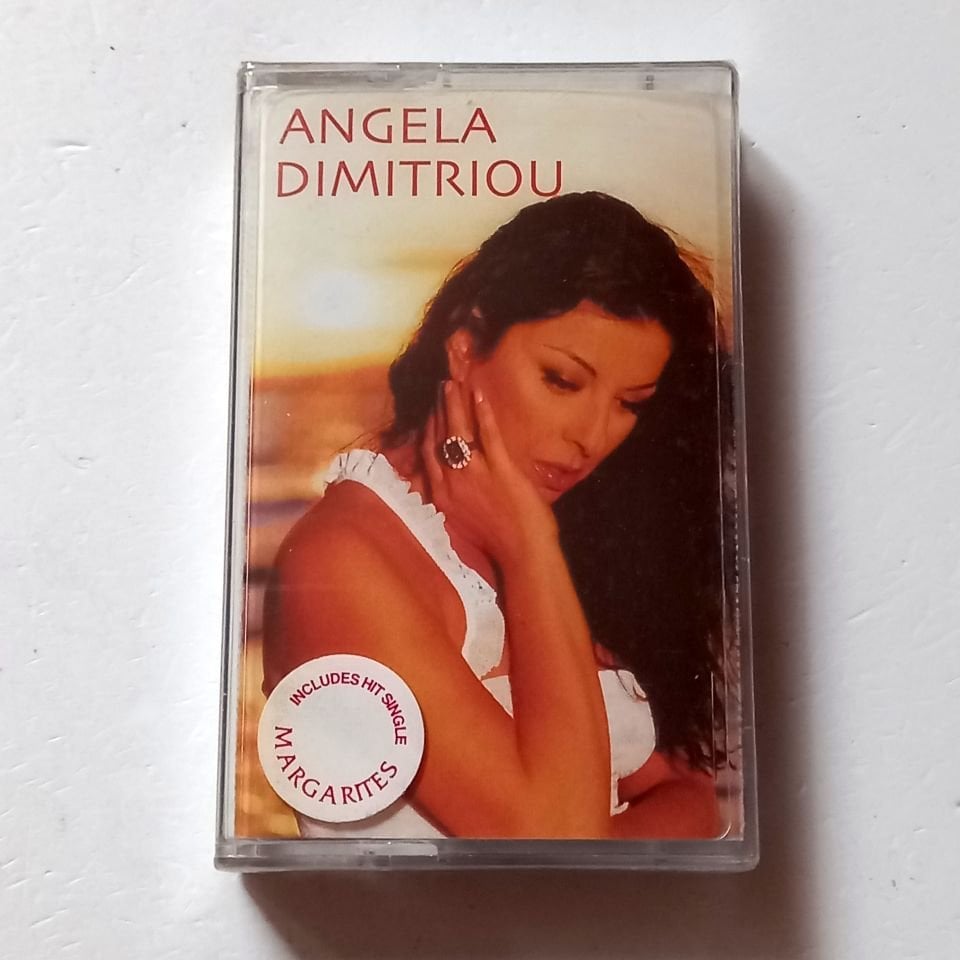 ANGELA
DIMITRIOU
INCLUDES HIT SINGLE
MARGARITES